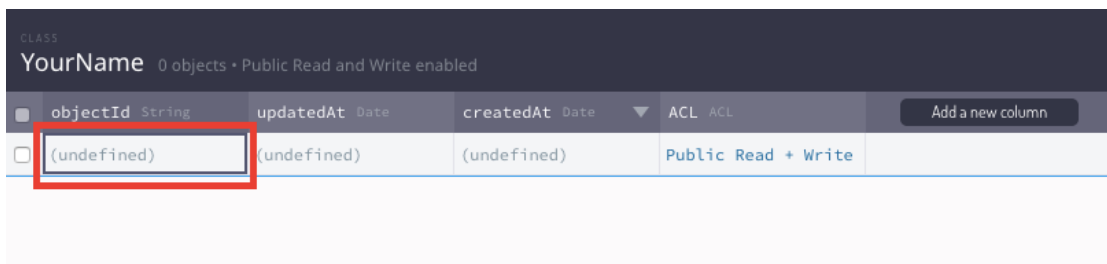 CLASS
YourName 0 objects • Public Read and Write enabled
objectId String updatedAt Date createdAt Date ACL ACL Add a new column
(undefined) (undefined) (undefined) Public Read + Write